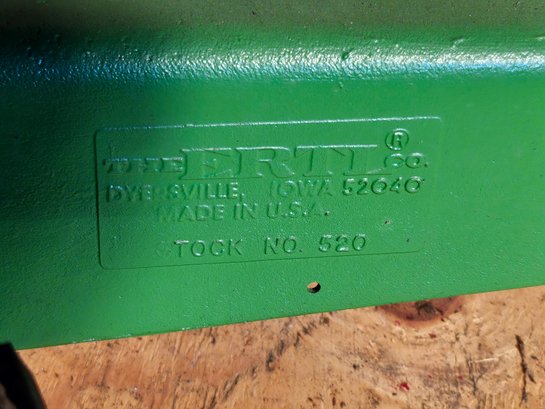 THE ERTL® CO.
DYERSVILLE, IOWA 52040
MADE IN U.S.A.
STOCK NO. 520